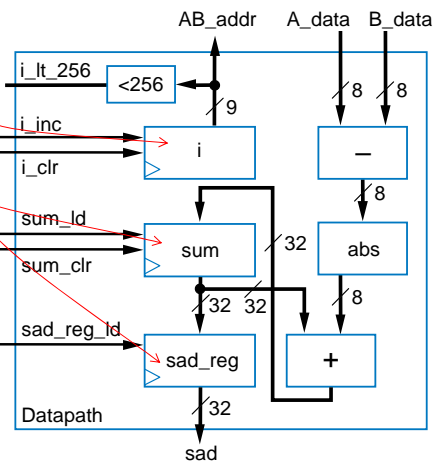 AB_addr A_data B_data
i_lt_256
<256
8 8
9
i_inc
i
–
i_clr
8
sum_ld
sum
32
abs
sum_clr
32 32
8
sad_reg_ld
sad_reg
+
32
Datapath
sad